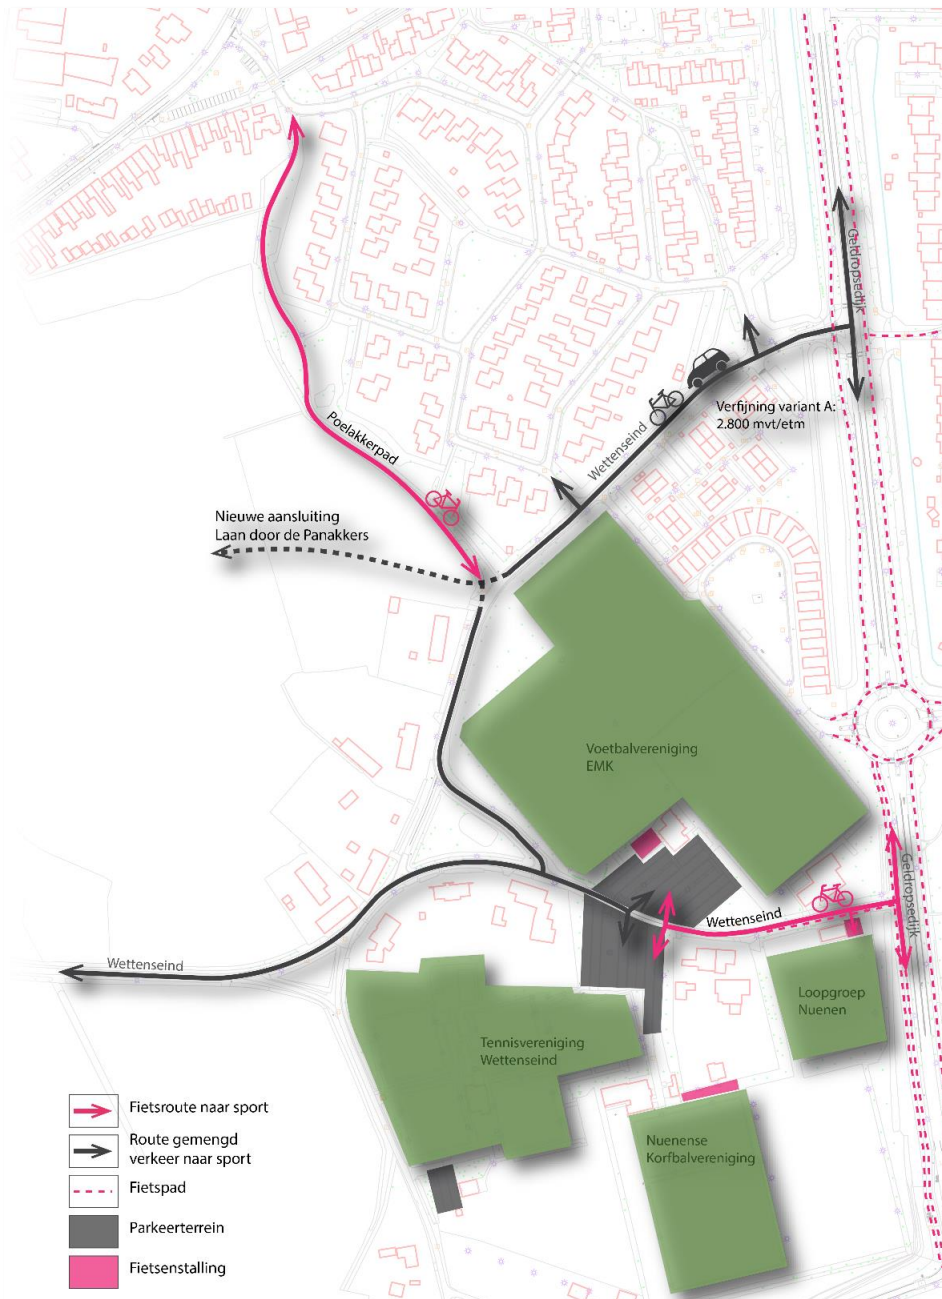 Geldropsedijk
Verfijning variant A:
2.800 mvt/etm
Wettenseind
Poelakkerpad
Nieuwe aansluiting
Laan door de Panakkers
Voetbalvereniging
EMK
Geldropsedijk
Wettenseind
Wettenseind
Loopgroep
Nuenen
Tennisvereniging
Wettenseind
Nuenense
Korfbalvereniging
Fietsroute naar sport
Route gemengd
verkeer naar sport
Fietspad
Parkeerterrein
Fietsenstalling